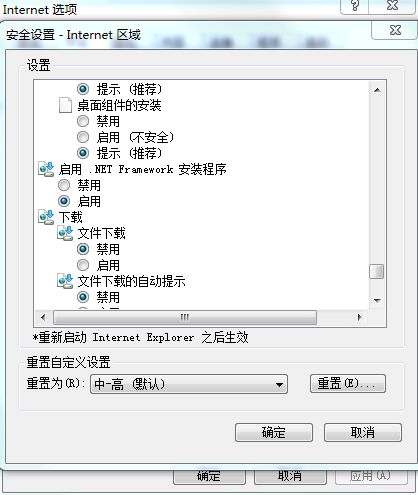 Internet 选项
安全设置 - Internet 区域
设置
提示 (推荐)
桌面组件的安装
禁用
启用 (不安全)
提示 (推荐)
启用 .NET Framework 安装程序
禁用
启用
下载
文件下载
禁用
启用
文件下载的自动提示
禁用
*重新启动 Internet Explorer 之后生效
重置自定义设置
重置为(R): 中-高 (默认) 重置(E)...
确定 取消
确定 取消 应用(A)